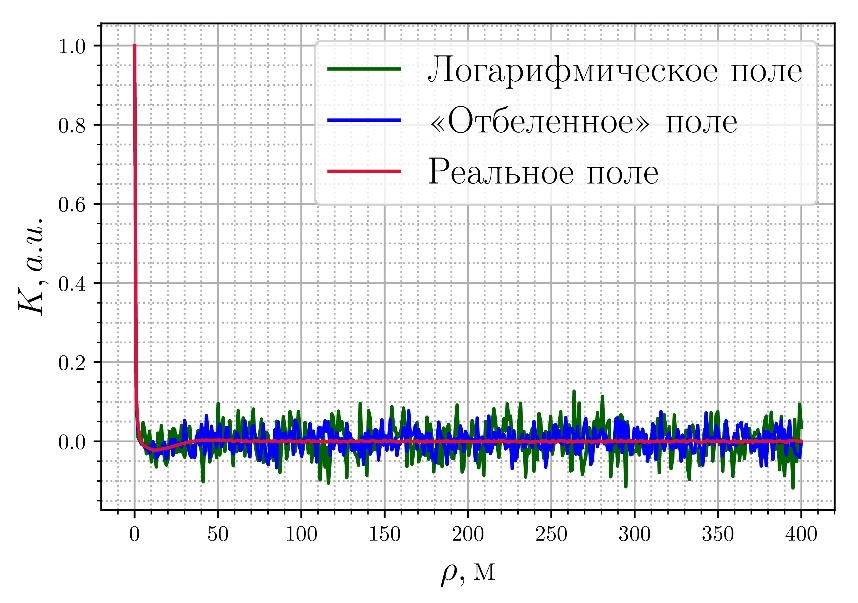 1.0
0.8
0.6
0.4
0.2
0.0
K, a.u.
Логарифмическое поле
«Отбеленное» поле
Реальное поле
0 50 100 150 200 250 300 350 400
ρ, м